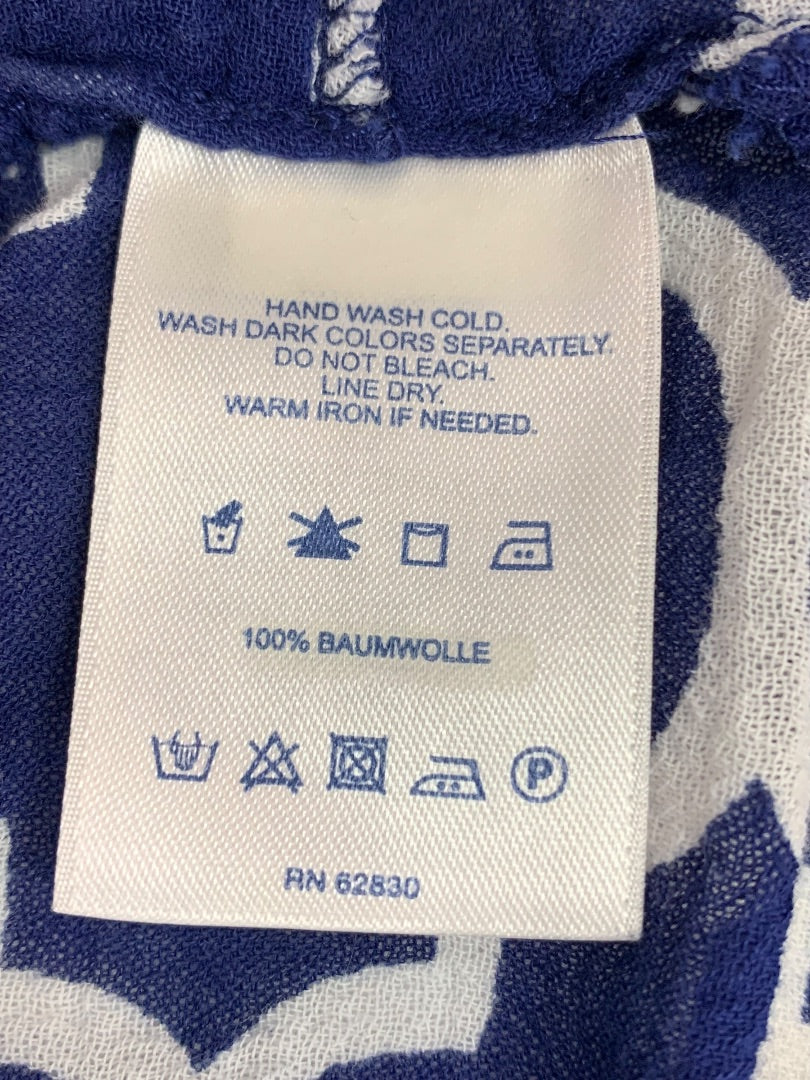 HAND WASH COLD.
WASH DARK COLORS SEPARATELY.
DO NOT BLEACH.
LINE DRY.
WARM IRON IF NEEDED.
100% BAUMWOLLE
P
RN 62830